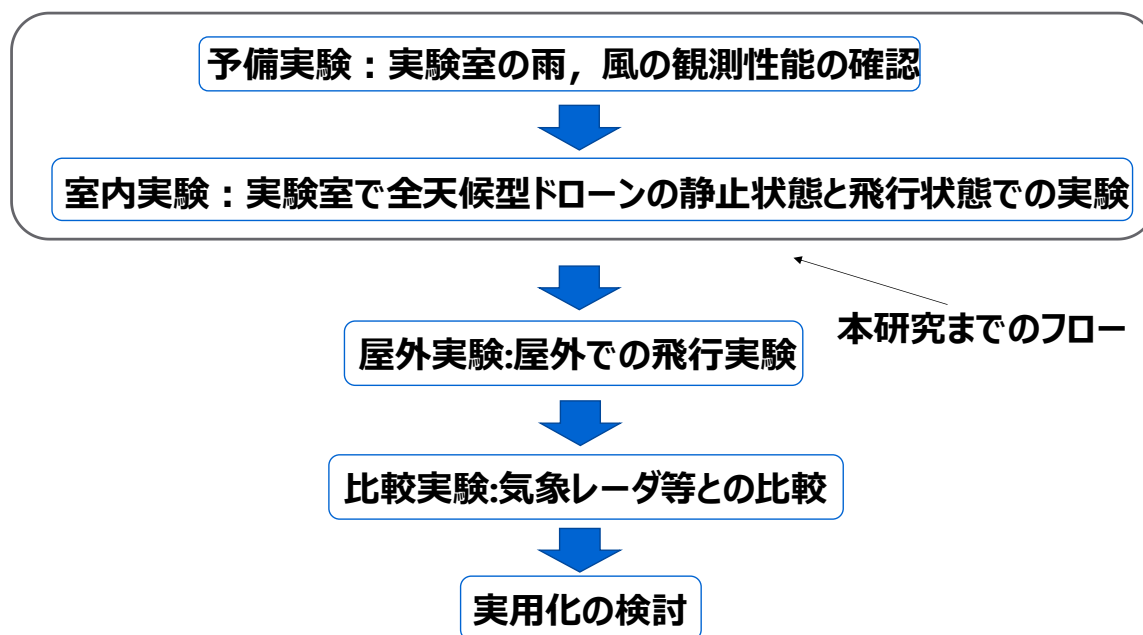 予備実験：実験室の雨，風の観測性能の確認
室内実験：実験室で全天候型ドローンの静止状態と飛行状態での実験
本研究までのフロー
屋外実験:屋外での飛行実験
比較実験:気象レーダ等との比較
実用化の検討